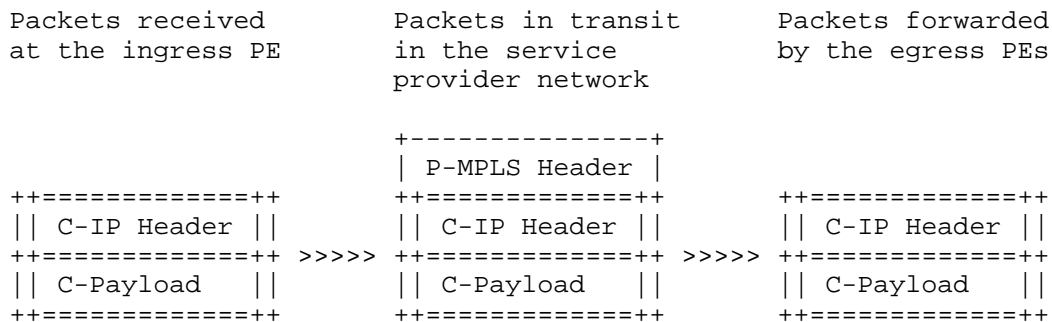 Packets received        Packets in transit      Packets forwarded
at the ingress PE       in the service          by the egress PEs
                        provider network

                        +---------------+
                        | P-MPLS Header |
++=============++       ++=============++       ++=============++
|| C-IP Header ||       || C-IP Header ||       || C-IP Header ||
++=============++ >>>>> ++=============++ >>>>> ++=============++
|| C-Payload   ||       || C-Payload   ||       || C-Payload   ||
++=============++       ++=============++       ++=============++